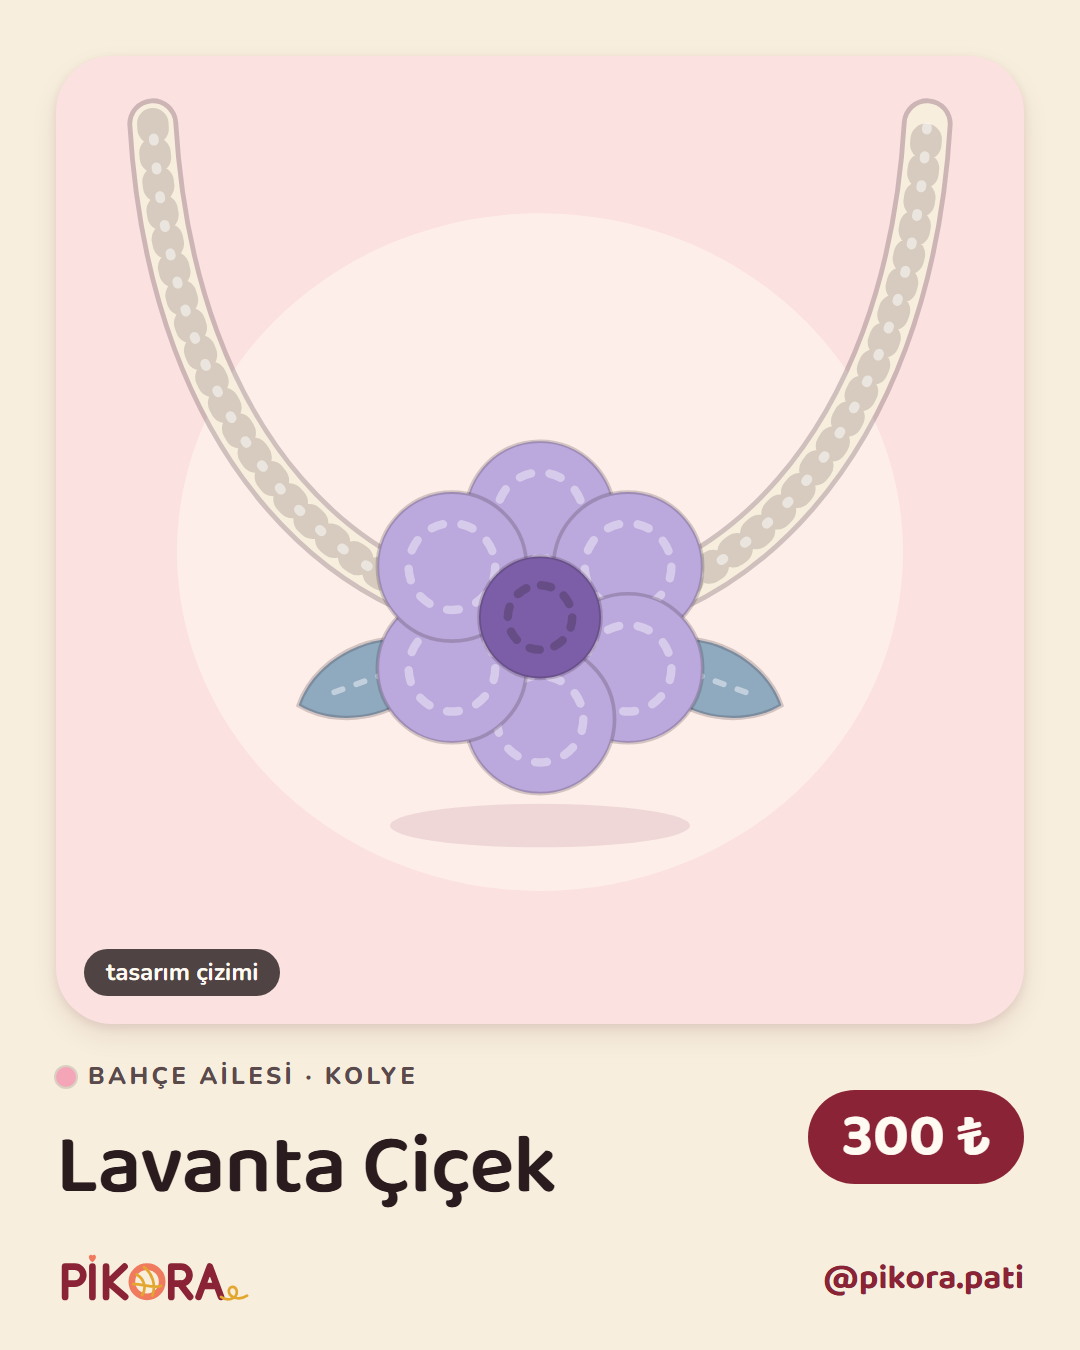 tasarım çizimi
BAHÇE AİLESİ · KOLYE
Lavanta Çiçek
300 ₺
PİKORA
@pikora.pati